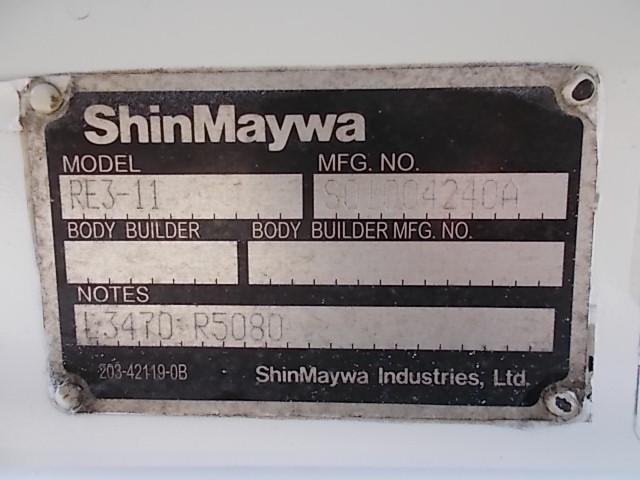 ShinMaywa
MODEL MFG. NO.
RE3-11
BODY BUILDER BODY BUILDER MFG. NO.
NOTES
L3470 R5080
203-42119-0B ShinMaywa Industries, Ltd.